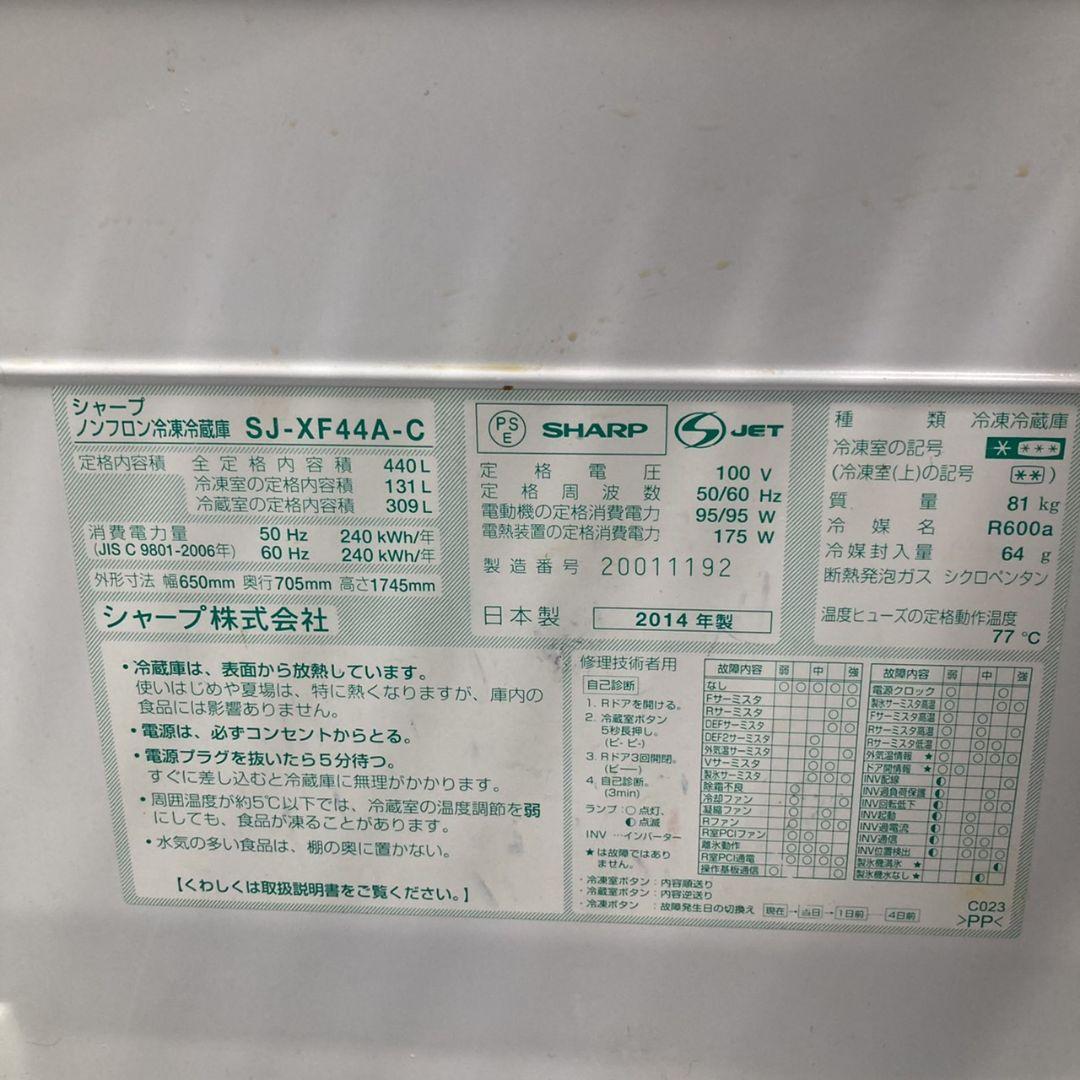 シャープ
ノンフロン冷凍冷蔵庫 SJ-XF44A-C
定格内容積 全定格内容積 440L
冷凍室の定格内容積 131L
冷蔵室の定格内容積 309L
消費電力量 50 Hz 240 kWh/年
(JIS C 9801-2006年) 60 Hz 240 kWh/年
外形寸法 幅650mm 奥行705mm 高さ1745mm
シャープ株式会社
PS
E
SHARP
JET
定格電圧 100 V
定格周波数 50/60 Hz
電動機の定格消費電力 95/95 W
電熱装置の定格消費電力 175 W
製造番号 20011192
日本製 2014年製
種類 冷凍冷蔵庫
冷凍室の記号 * ***
(冷凍室(上)の記号 ** )
質量 81 kg
冷媒名 R600a
冷媒封入量 64 g
断熱発泡ガス シクロペンタン
温度ヒューズの定格動作温度
77 ℃
・冷蔵庫は、表面から放熱しています。
使いはじめや夏場は、特に熱くなりますが、庫内の
食品には影響ありません。
・電源は、必ずコンセントからとる。
・電源プラグを抜いたら5分待つ。
すぐに差し込むと冷蔵庫に無理がかかります。
・周囲温度が約5℃以下では、冷蔵室の温度調節を弱
にしても、食品が凍ることがあります。
・水気の多い食品は、棚の奥に置かない。
【くわしくは取扱説明書をご覧ください。】
修理技術者用
自己診断
1. Rドアを開ける。
2. 冷蔵室ボタン
5秒長押し。
(ピ-ピ-)
3. Rドア3回開閉。
(ピ――)
4. 自己診断。
(3min)
ランプ:○点灯、
◐点滅
INV …インバーター
★は故障ではあり
ません。
故障内容 弱 中 強
なし ○ ○ ○ ○ ○
Fサーミスタ
Rサーミスタ
DEFサーミスタ
DEF2サーミスタ
外気温サーミスタ
Vサーミスタ
製氷サーミスタ
除霜不良
冷却ファン
凝縮ファン
Rファン
R室PCIファン
離氷動作
R室PCI通電
操作基板通信
故障内容 弱 中 強
電源クロック
製氷サーミスタ高温
Fサーミスタ高温
Rサーミスタ高温
Rサーミスタ低温
外気温情報 ★
ドア開情報 ★
INV配線
INV過負荷保護
INV回転低下
INV起動
INV過電流
INV通信
INV位置検出
製氷機満氷 ★
製氷機水なし ★
・冷凍室ボタン:内容順送り
・冷蔵室ボタン:内容逆送り
・冷凍ボタン :故障発生日の切換え 現在→当日→1日前…4日前
C023
>PP<